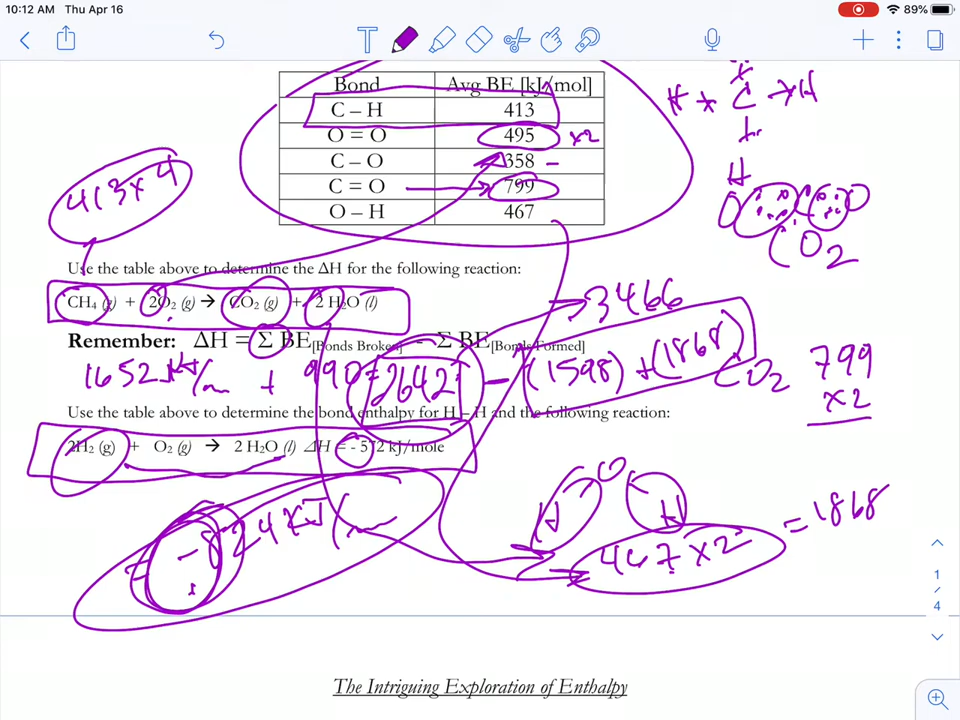 10:12 AM Thu Apr 16
89%
T
Bond Avg BE [kJ/mol]
C – H 413
O = O 495 x2
C – O 358 –
C = O 799
O – H 467
H x C x H
H
O C O
CO2
413x4
Use the table above to determine the ΔH for the following reaction:
CH4 (g) + 2O2 (g) → CO2 (g) + 2 H2O (l)
→ 3466
Remember: ΔH = Σ BE[Bonds Broken] – Σ BE[Bonds Formed]
1652 kJ/m + 990 = 2642 – (1598) + (1868)
CO2 799
x2
Use the table above to determine the bond enthalpy for H – H and the following reaction:
2H2 (g) + O2 (g) → 2 H2O (l) ΔH = - 572 kJ/mole
-824 kJ/m
H O H
467 x 2 = 1868
1
/
4
The Intriguing Exploration of Enthalpy